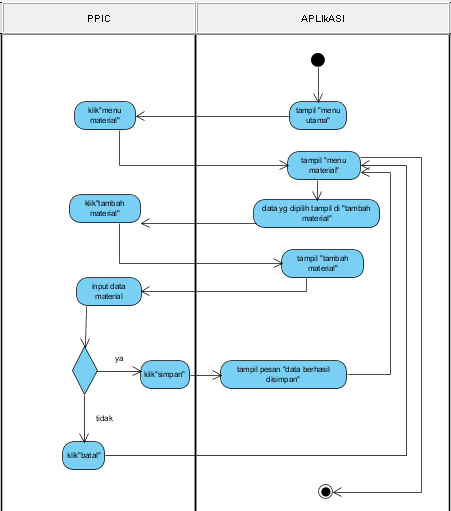 PPIC
APLIkASI
tampil "menu
utama"
klik"menu
material"
tampil "menu
material"
data yg dipilih tampil di "tambah
material"
klik"tambah
material"
tampil "tambah
material"
input data
material
ya
klik"simpan"
tampil pesan "data berhasil
disimpan"
tidak
klik"batal"